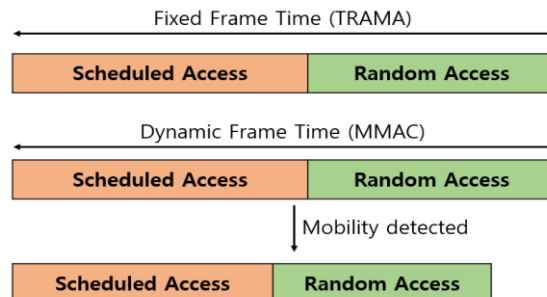 Fixed Frame Time (TRAMA)
Scheduled Access Random Access
Dynamic Frame Time (MMAC)
Scheduled Access Random Access
Mobility detected
Scheduled Access Random Access